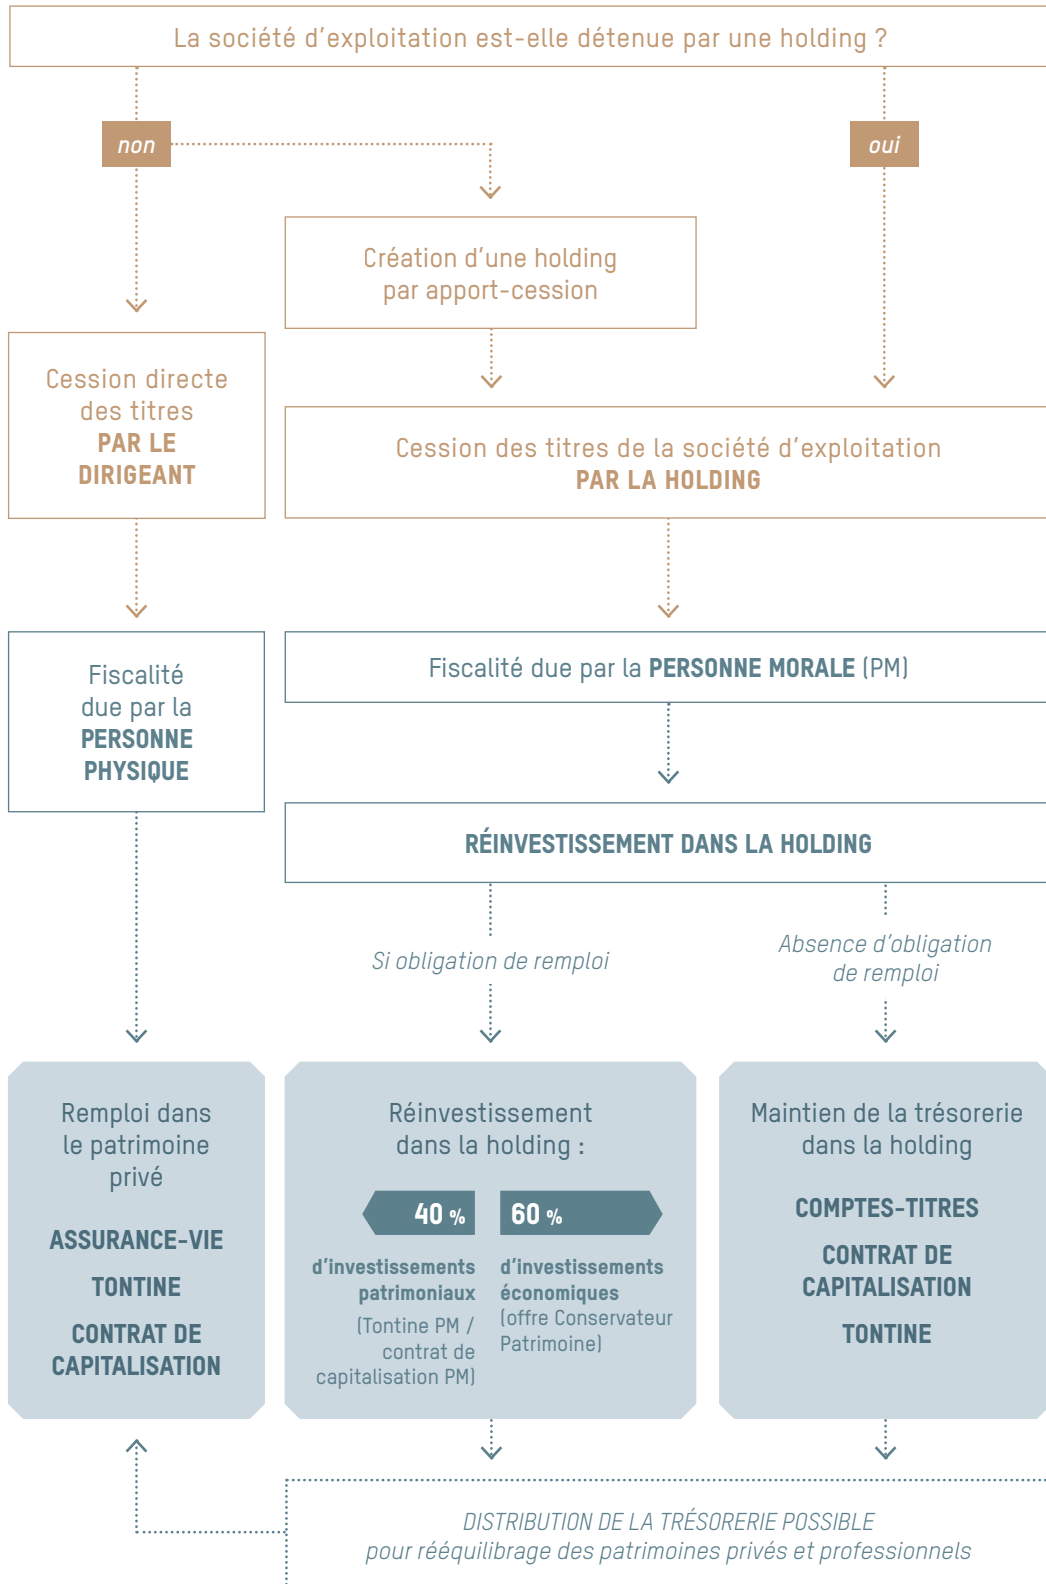 La société d'exploitation est-elle détenue par une holding ?
non
oui
Création d'une holding
par apport-cession
Cession directe
des titres
PAR LE
DIRIGEANT
Cession des titres de la société d'exploitation
PAR LA HOLDING
Fiscalité
due par la
PERSONNE
PHYSIQUE
Fiscalité due par la PERSONNE MORALE (PM)
RÉINVESTISSEMENT DANS LA HOLDING
Si obligation de remploi
Absence d'obligation
de remploi
Remploi dans
le patrimoine
privé
ASSURANCE-VIE
TONTINE
CONTRAT DE
CAPITALISATION
Réinvestissement
dans la holding :
40 %
d'investissements
patrimoniaux
(Tontine PM /
contrat de
capitalisation PM)
60 %
d'investissements
économiques
(offre Conservateur
Patrimoine)
Maintien de la trésorerie
dans la holding
COMPTES-TITRES
CONTRAT DE
CAPITALISATION
TONTINE
DISTRIBUTION DE LA TRÉSORERIE POSSIBLE
pour rééquilibrage des patrimoines privés et professionnels